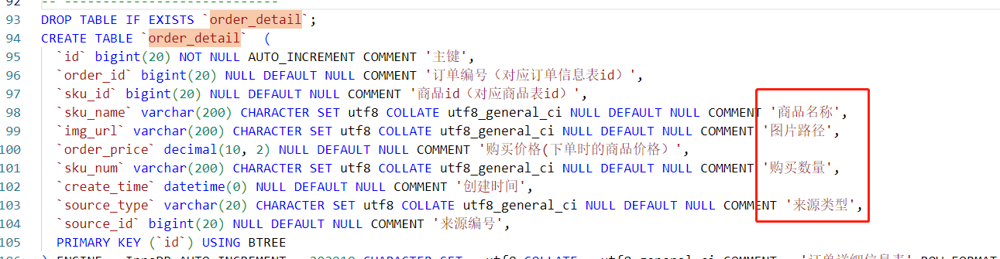 92 -- ----------------------------
93 DROP TABLE IF EXISTS `order_detail`;
94 CREATE TABLE `order_detail`  (
95   `id` bigint(20) NOT NULL AUTO_INCREMENT COMMENT '主键',
96   `order_id` bigint(20) NULL DEFAULT NULL COMMENT '订单编号（对应订单信息表id）',
97   `sku_id` bigint(20) NULL DEFAULT NULL COMMENT '商品id（对应商品表id）',
98   `sku_name` varchar(200) CHARACTER SET utf8 COLLATE utf8_general_ci NULL DEFAULT NULL COMMENT '商品名称',
99   `img_url` varchar(200) CHARACTER SET utf8 COLLATE utf8_general_ci NULL DEFAULT NULL COMMENT '图片路径',
100   `order_price` decimal(10, 2) NULL DEFAULT NULL COMMENT '购买价格(下单时的商品价格）',
101   `sku_num` varchar(200) CHARACTER SET utf8 COLLATE utf8_general_ci NULL DEFAULT NULL COMMENT '购买数量',
102   `create_time` datetime(0) NULL DEFAULT NULL COMMENT '创建时间',
103   `source_type` varchar(20) CHARACTER SET utf8 COLLATE utf8_general_ci NULL DEFAULT NULL COMMENT '来源类型',
104   `source_id` bigint(20) NULL DEFAULT NULL COMMENT '来源编号',
105   PRIMARY KEY (`id`) USING BTREE